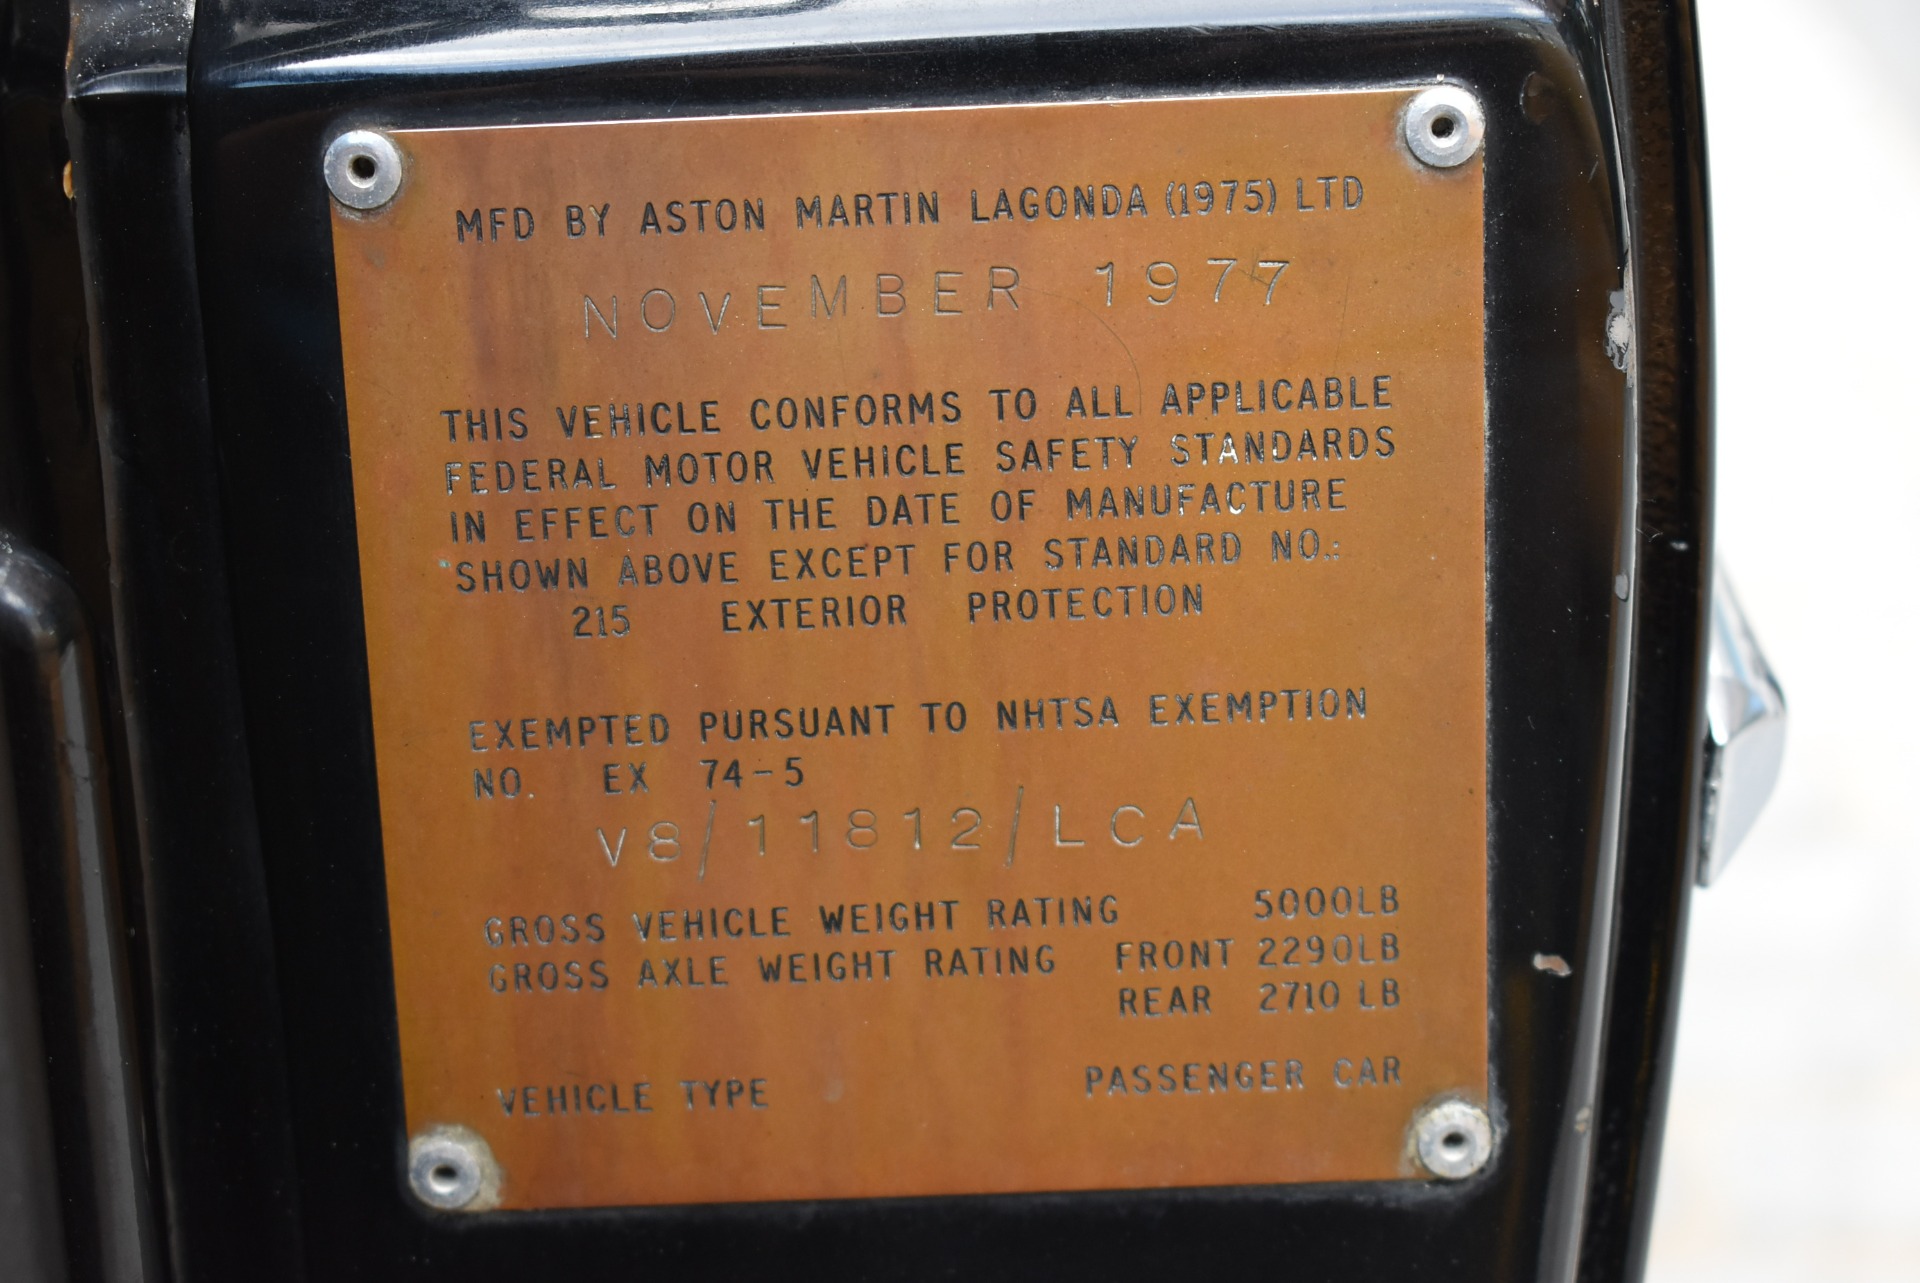 MFD BY ASTON MARTIN LAGONDA (1975) LTD
NOVEMBER 1977
THIS VEHICLE CONFORMS TO ALL APPLICABLE
FEDERAL MOTOR VEHICLE SAFETY STANDARDS
IN EFFECT ON THE DATE OF MANUFACTURE
SHOWN ABOVE EXCEPT FOR STANDARD NO.:
215 EXTERIOR PROTECTION
EXEMPTED PURSUANT TO NHTSA EXEMPTION
NO. EX 74-5
V8/11812/LCA
GROSS VEHICLE WEIGHT RATING 5000LB
GROSS AXLE WEIGHT RATING FRONT 2290LB
REAR 2710 LB
VEHICLE TYPE PASSENGER CAR